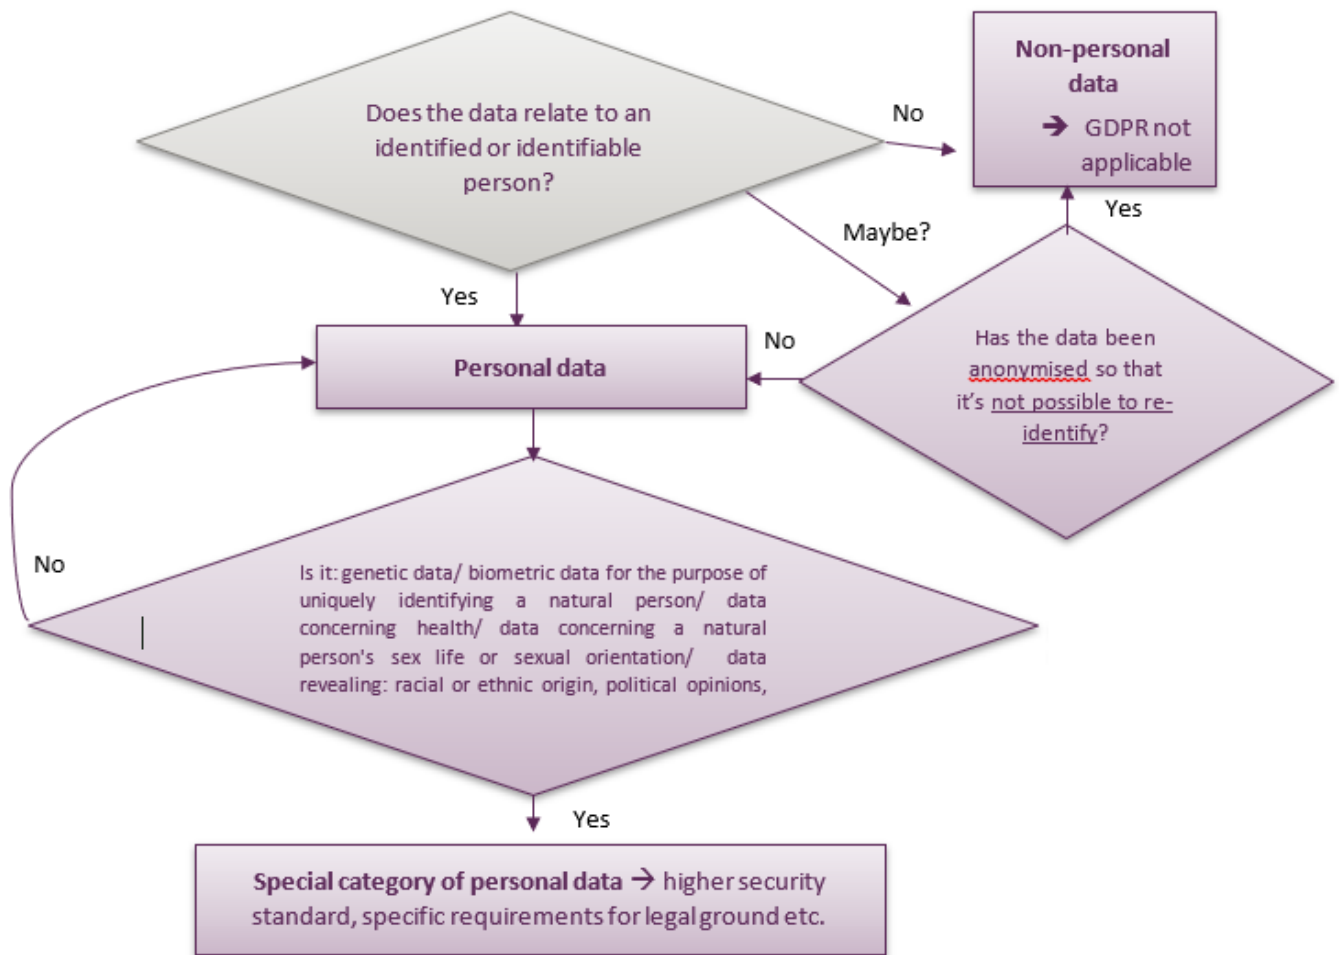 Does the data relate to an
identified or identifiable
person?
No
Non-personal
data
➔ GDPR not
applicable
Yes
Maybe?
Yes
Has the data been
anonymised so that
it’s not possible to re-
identify?
No
Personal data
No
Is it: genetic data/ biometric data for the purpose of
uniquely identifying a natural person/ data
concerning health/ data concerning a natural
person's sex life or sexual orientation/ data
revealing: racial or ethnic origin, political opinions,
Yes
Special category of personal data ➔ higher security
standard, specific requirements for legal ground etc.